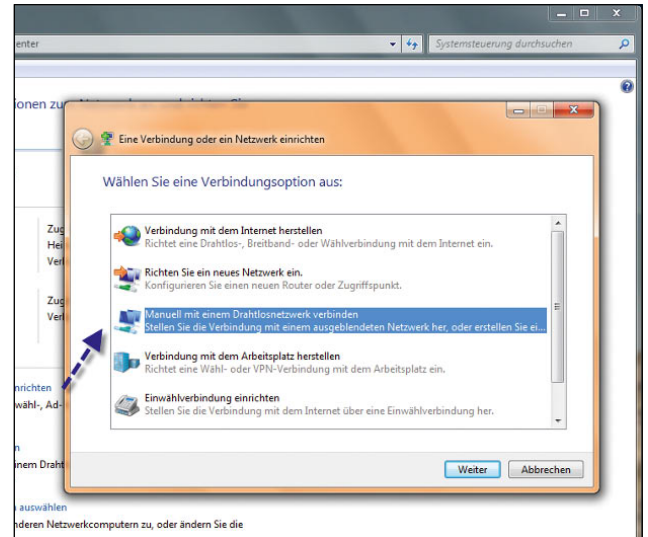 enter
Systemsteuerung durchsuchen
ionen zu
Eine Verbindung oder ein Netzwerk einrichten
Wählen Sie eine Verbindungsoption aus:
Verbindung mit dem Internet herstellen
Richtet eine Drahtlos-, Breitband- oder Wählverbindung mit dem Internet ein.
Zug
Hei
Verl
Richten Sie ein neues Netzwerk ein.
Konfigurieren Sie einen neuen Router oder Zugriffspunkt.
Zug
Verl
Manuell mit einem Drahtlosnetzwerk verbinden
Stellen Sie die Verbindung mit einem ausgeblendeten Netzwerk her, oder erstellen Sie ei...
Verbindung mit dem Arbeitsplatz herstellen
Richtet eine Wähl- oder VPN-Verbindung mit dem Arbeitsplatz ein.
nrichten
wähl-, Ad-
Einwählverbindung einrichten
Stellen Sie die Verbindung mit dem Internet über eine Einwählverbindung her.
n
inem Draht
Weiter
Abbrechen
auswählen
nderen Netzwerkcomputern zu, oder ändern Sie die